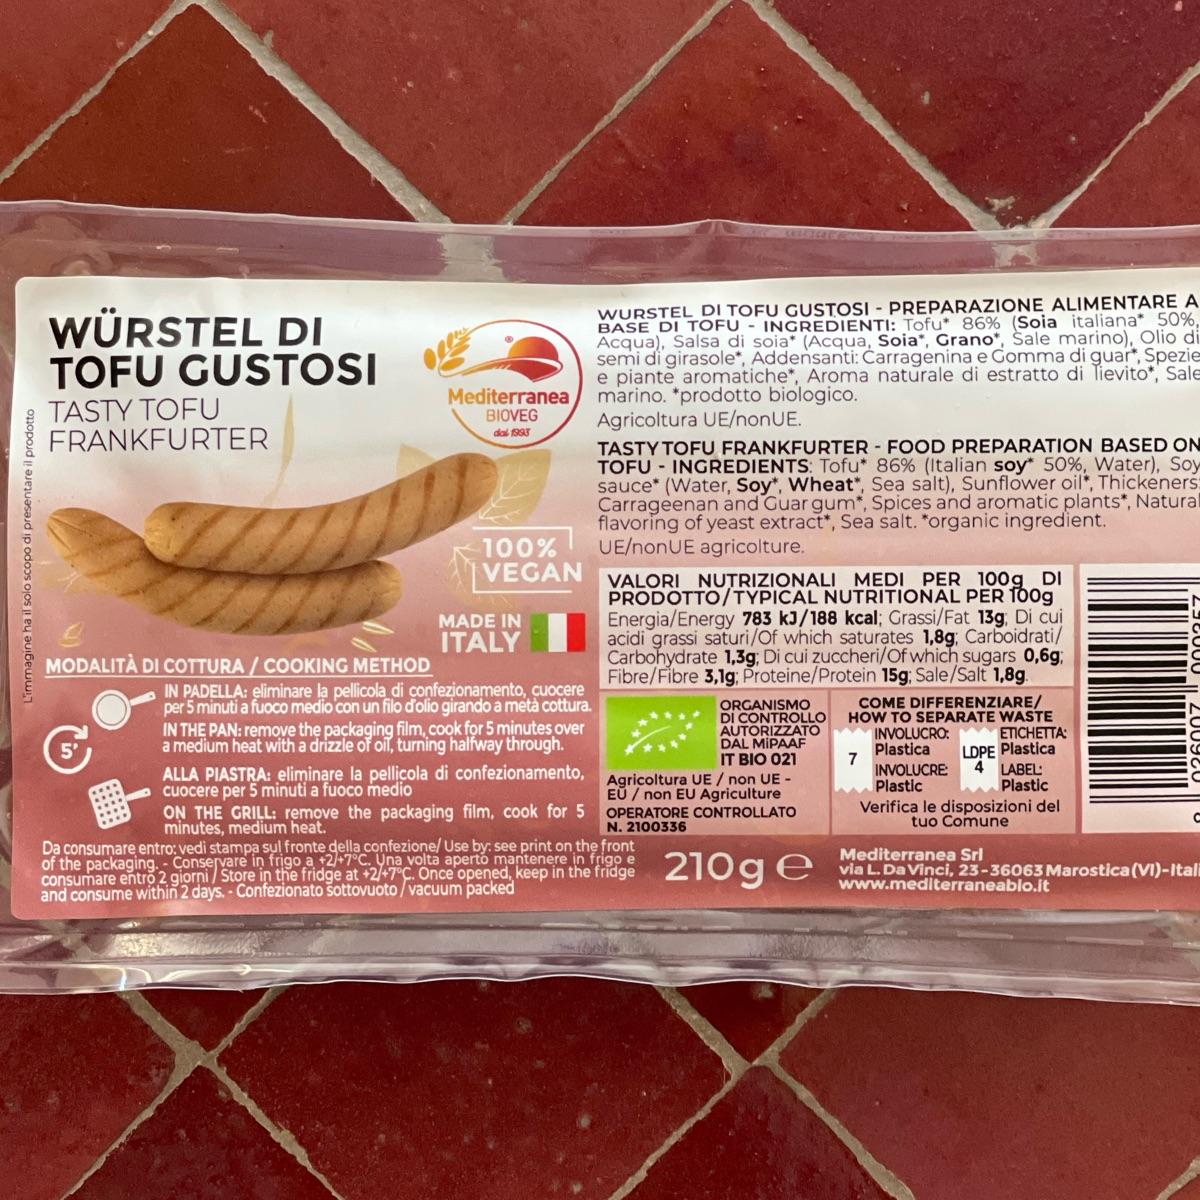 WÜRSTEL DI
TOFU GUSTOSI
TASTY TOFU
FRANKFURTER
L'immagine ha il solo scopo di presentare il prodotto
®
Mediterranea
BIOVEG
dal 1993
100%
VEGAN
MADE IN
ITALY
MODALITÀ DI COTTURA / COOKING METHOD
5'
IN PADELLA: eliminare la pellicola di confezionamento, cuocere
per 5 minuti a fuoco medio con un filo d'olio girando a metà cottura.
IN THE PAN: remove the packaging film, cook for 5 minutes over
a medium heat with a drizzle of oil, turning halfway through.
ALLA PIASTRA: eliminare la pellicola di confezionamento,
cuocere per 5 minuti a fuoco medio
ON THE GRILL: remove the packaging film, cook for 5
minutes, medium heat.
Da consumare entro: vedi stampa sul fronte della confezione/ Use by: see print on the front
of the packaging. - Conservare in frigo a +2/+7°C. Una volta aperto mantenere in frigo e
consumare entro 2 giorni / Store in the fridge at +2/+7°C. Once opened, keep in the fridge
and consume within 2 days. - Confezionato sottovuoto / vacuum packed
WURSTEL DI TOFU GUSTOSI - PREPARAZIONE ALIMENTARE A
BASE DI TOFU - INGREDIENTI: Tofu* 86% (Soia italiana* 50%,
Acqua), Salsa di soia* (Acqua, Soia*, Grano*, Sale marino), Olio di
semi di girasole*, Addensanti: Carragenina e Gomma di guar*, Spezie
e piante aromatiche*, Aroma naturale di estratto di lievito*, Sale
marino. *prodotto biologico.
Agricoltura UE/nonUE.
TASTY TOFU FRANKFURTER - FOOD PREPARATION BASED ON
TOFU - INGREDIENTS: Tofu* 86% (Italian soy* 50%, Water), Soy
sauce* (Water, Soy*, Wheat*, Sea salt), Sunflower oil*, Thickeners:
Carrageenan and Guar gum*, Spices and aromatic plants*, Natural
flavoring of yeast extract*, Sea salt. *organic ingredient.
UE/nonUE agricolture.
VALORI NUTRIZIONALI MEDI PER 100g DI
PRODOTTO/TYPICAL NUTRITIONAL PER 100g
Energia/Energy 783 kJ/188 kcal; Grassi/Fat 13g; Di cui
acidi grassi saturi/Of which saturates 1,8g; Carboidrati/
Carbohydrate 1,3g; Di cui zuccheri/Of which sugars 0,6g;
Fibre/Fibre 3,1g; Proteine/Protein 15g; Sale/Salt 1,8g.
ORGANISMO
DI CONTROLLO
AUTORIZZATO
DAL MiPAAF
IT BIO 021
Agricoltura UE / non UE -
EU / non EU Agriculture
OPERATORE CONTROLLATO
N. 2100336
COME DIFFERENZIARE/
HOW TO SEPARATE WASTE
7
INVOLUCRO:
Plastica
INVOLUCRE:
Plastic
LDPE
4
ETICHETTA:
Plastica
LABEL:
Plastic
Verifica le disposizioni del
tuo Comune
210g e
Mediterranea Srl
via L. Da Vinci, 23 - 36063 Marostica (VI)-Itali
www.mediterraneabio.it